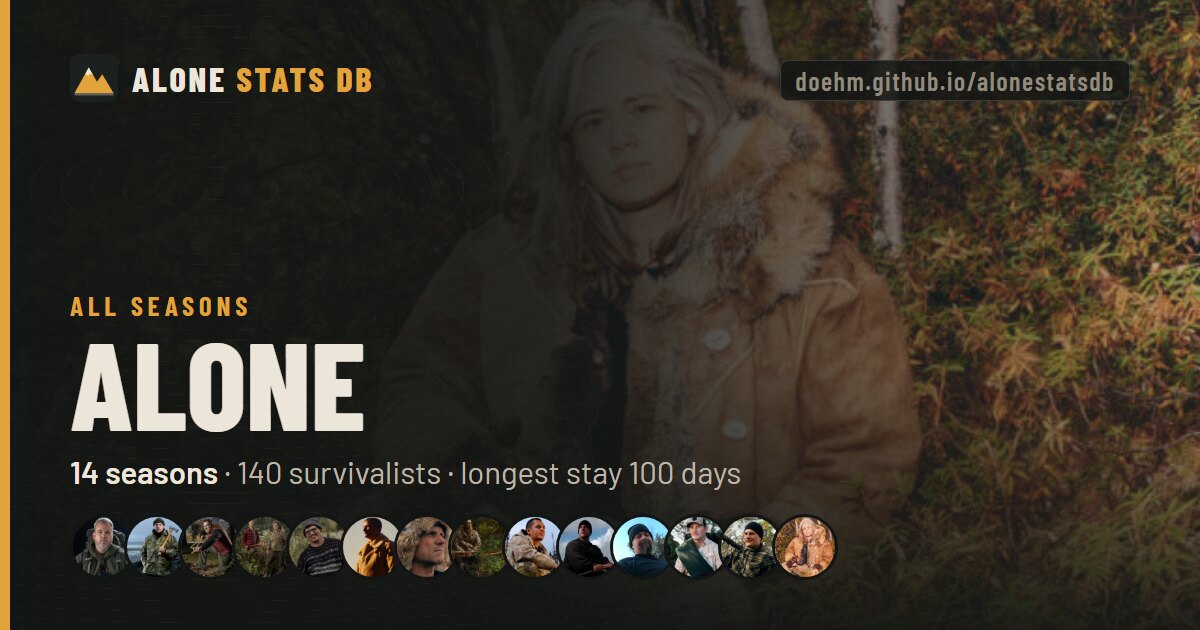 ALONE STATS DB
doehm.github.io/alonestatsdb
ALL SEASONS
ALONE
14 seasons · 140 survivalists · longest stay 100 days